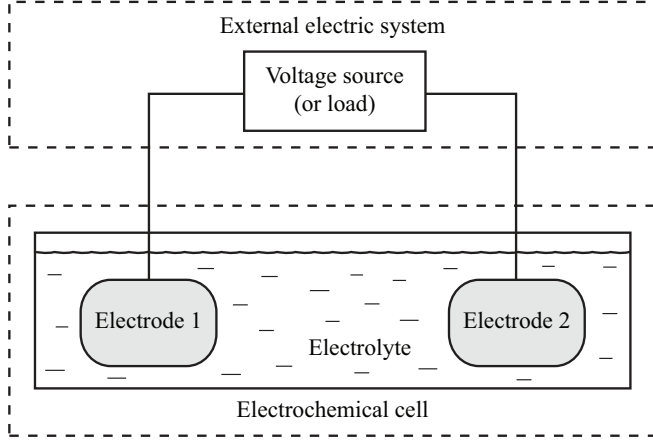 External electric system
Voltage source
(or load)
Electrode 1
Electrode 2
Electrolyte
Electrochemical cell